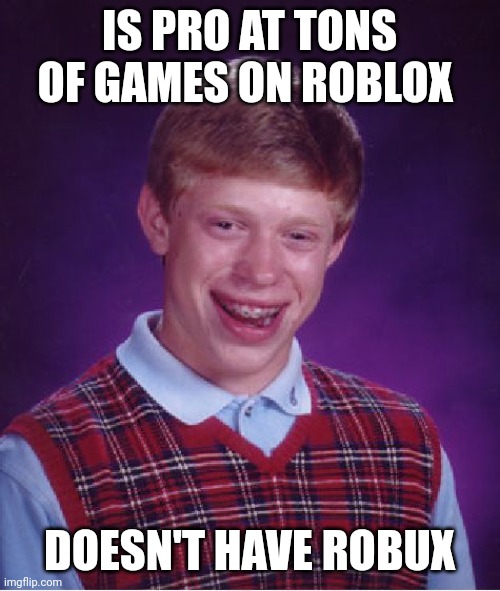 IS PRO AT TONS
OF GAMES ON ROBLOX
DOESN'T HAVE ROBUX
imgflip.com